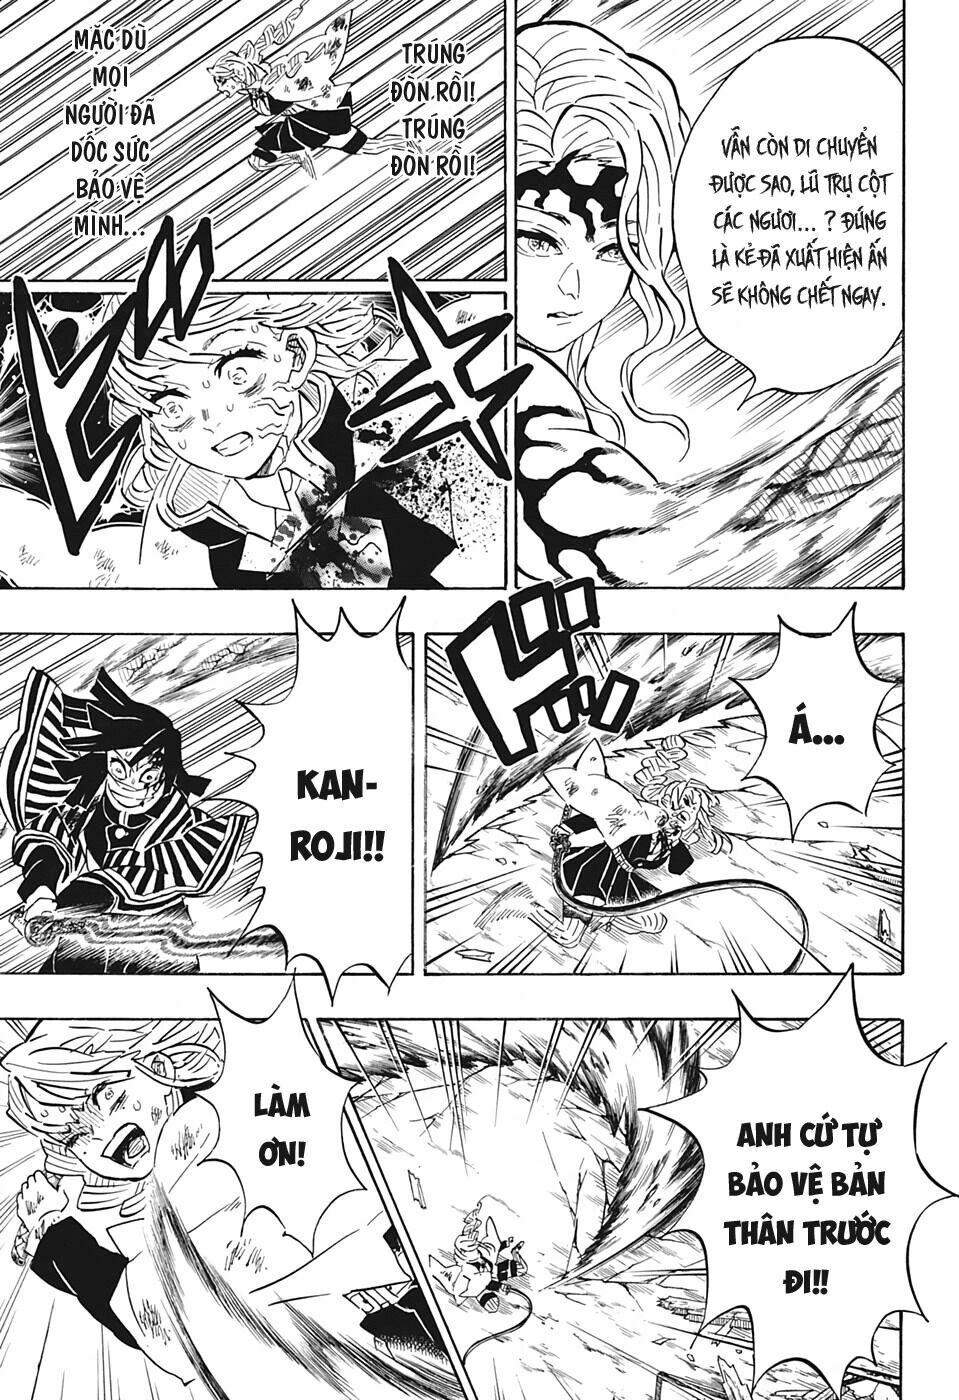 VẪN CÒN DI CHUYỂN
ĐƯỢC SAO, LŨ TRỤ CỘT
CÁC NGƯƠI... ? ĐÚNG
LÀ KẺ ĐÃ XUẤT HIỆN ẤN
SẼ KHÔNG CHẾT NGAY.
TRÚNG
ĐÒN RỒI!
TRÚNG
ĐÒN RỒI!
MẶC DÙ
MỌI
NGƯỜI ĐÃ
DỐC SỨC
BẢO VỆ
MÌNH...
Á...
KAN-
ROJI!!
ANH CỨ TỰ
BẢO VỆ BẢN
THÂN TRƯỚC
ĐI!!
LÀM
ƠN!